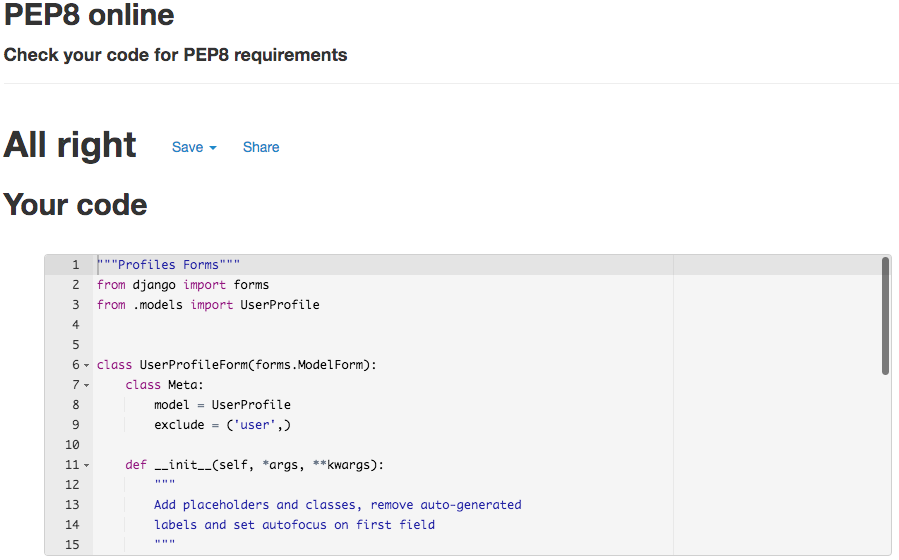 PEP8 online
Check your code for PEP8 requirements
All right Save Share
Your code
1 """Profiles Forms"""
2 from django import forms
3 from .models import UserProfile
4
5
6 class UserProfileForm(forms.ModelForm):
7     class Meta:
8         model = UserProfile
9         exclude = ('user',)
10
11     def __init__(self, *args, **kwargs):
12         """
13         Add placeholders and classes, remove auto-generated
14         labels and set autofocus on first field
15         """